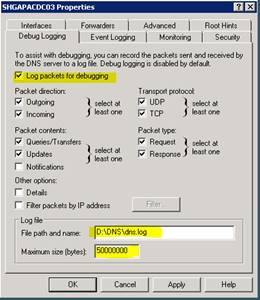 SHGAPACDC03 Properties
Interfaces Forwarders Advanced Root Hints
Debug Logging Event Logging Monitoring Security
To assist with debugging, you can record the packets sent and received by the DNS server to a log file. Debug logging is disabled by default.
Log packets for debugging
Packet direction: Transport protocol:
Outgoing UDP
Incoming TCP
select at least one select at least one
Packet contents: Packet type:
Queries/Transfers Request
Updates Response
Notifications
select at least one select at least one
Other options:
Details
Filter packets by IP address Filter...
Log file
File path and name: D:\DNS\dns.log
Maximum size (bytes): 50000000
OK Cancel Apply Help